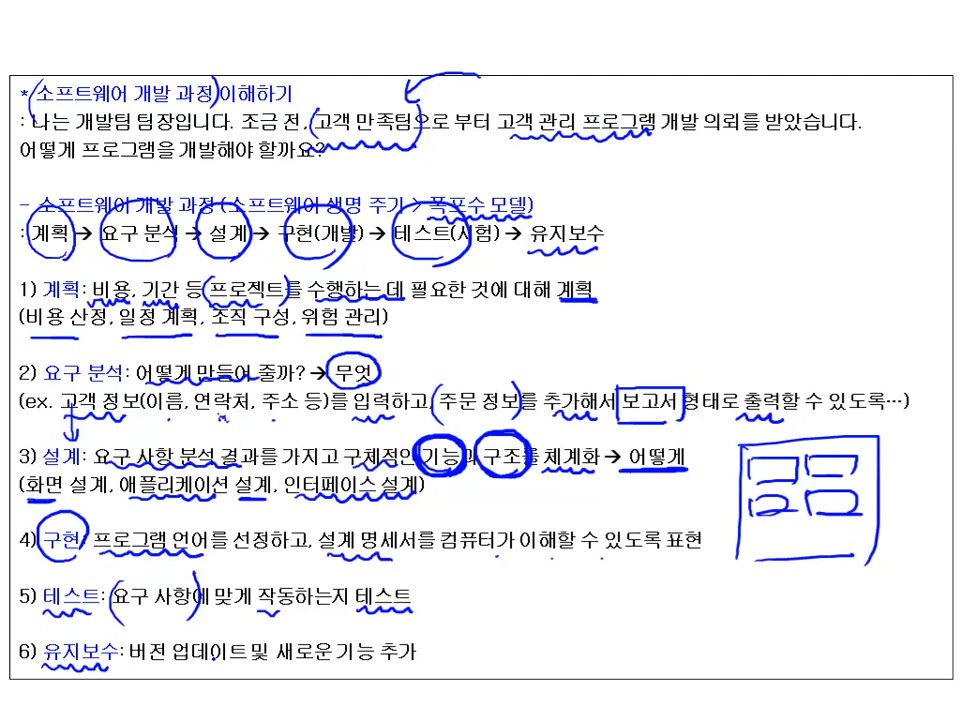 * 소프트웨어 개발 과정 이해하기
: 나는 개발팀 팀장입니다. 조금 전, 고객 만족팀으로 부터 고객 관리 프로그램 개발 의뢰를 받았습니다.
어떻게 프로그램을 개발해야 할까요?
- 소프트웨어 개발 과정 (소프트웨어 생명 주기 > 폭포수 모델)
: 계획 → 요구 분석 → 설계 → 구현(개발) → 테스트(시험) → 유지보수
1) 계획: 비용, 기간 등 프로젝트를 수행하는 데 필요한 것에 대해 계획
(비용 산정, 일정 계획, 조직 구성, 위험 관리)
2) 요구 분석: 어떻게 만들어 줄까? → 무엇
(ex. 고객 정보(이름, 연락처, 주소 등)를 입력하고, 주문 정보를 추가해서 보고서 형태로 출력할 수 있도록…)
3) 설계: 요구 사항 분석 결과를 가지고 구체적인 기능과 구조를 체계화 → 어떻게
(화면 설계, 애플리케이션 설계, 인터페이스 설계)
4) 구현: 프로그램 언어를 선정하고, 설계 명세서를 컴퓨터가 이해할 수 있도록 표현
5) 테스트: 요구 사항에 맞게 작동하는지 테스트
6) 유지보수: 버전 업데이트 및 새로운 기능 추가